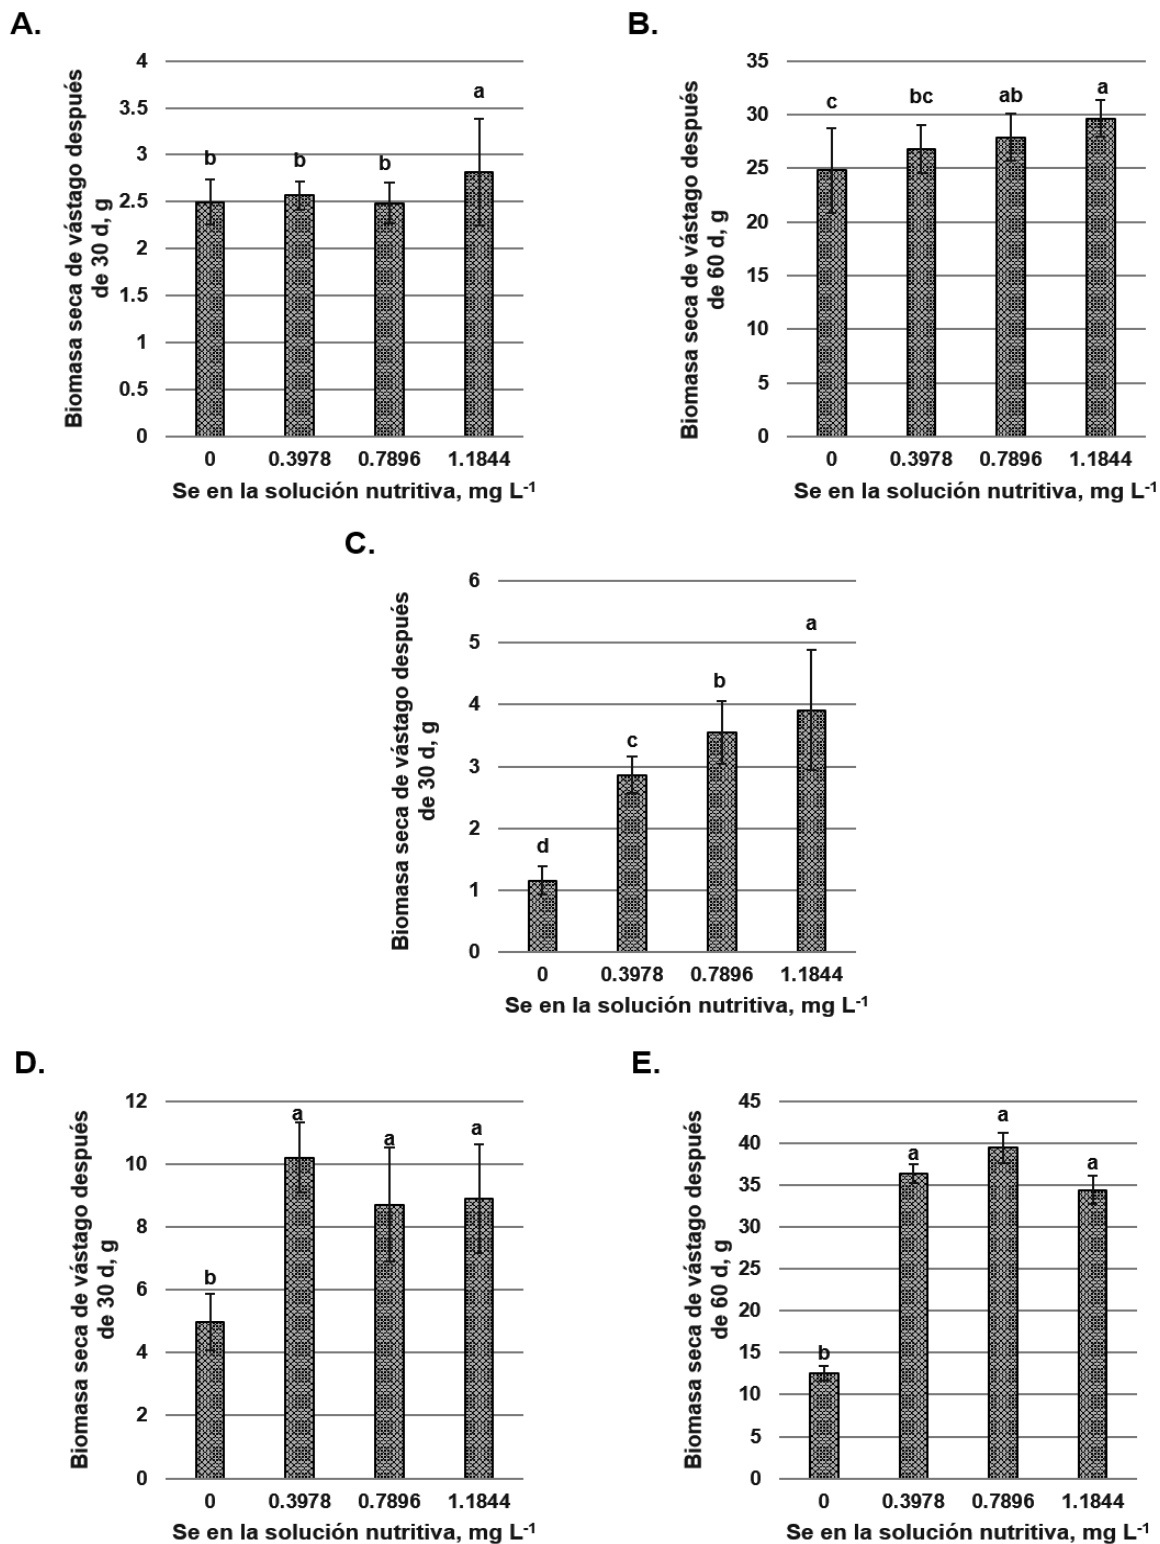 A.
Biomasa seca de vástago después
de 30 d, g
4
3.5
3
2.5
2
1.5
1
0.5
0
b
b
b
a
0 0.3978 0.7896 1.1844
Se en la solución nutritiva, mg L-1
B.
Biomasa seca de vástago después
de 60 d, g
35
30
25
20
15
10
5
0
c
bc
ab
a
0 0.3978 0.7896 1.1844
Se en la solución nutritiva, mg L-1
C.
Biomasa seca de vástago después
de 30 d, g
6
5
4
3
2
1
0
d
c
b
a
0 0.3978 0.7896 1.1844
Se en la solución nutritiva, mg L-1
D.
Biomasa seca de vástago después
de 30 d, g
12
10
8
6
4
2
0
b
a
a
a
0 0.3978 0.7896 1.1844
Se en la solución nutritiva, mg L-1
E.
Biomasa seca de vástago después
de 60 d, g
45
40
35
30
25
20
15
10
5
0
b
a
a
a
0 0.3978 0.7896 1.1844
Se en la solución nutritiva, mg L-1